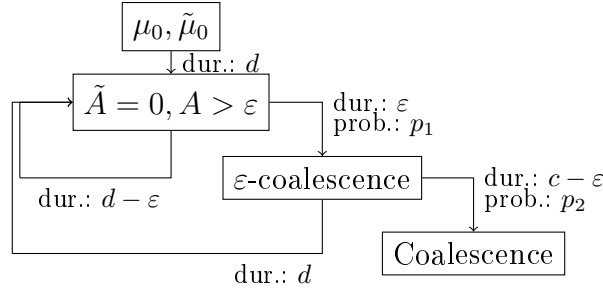 μ₀, μ̃₀
dur.: d
Ã = 0, A > ε
dur.: ε
prob.: p₁
ε-coalescence
dur.: d − ε
dur.: c − ε
prob.: p₂
Coalescence
dur.: d